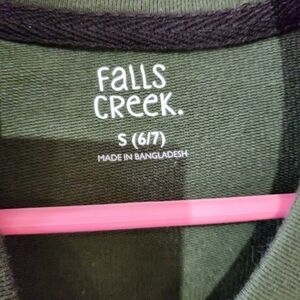 FALLS
CREEK.
S (6/7)
MADE IN BANGLADESH